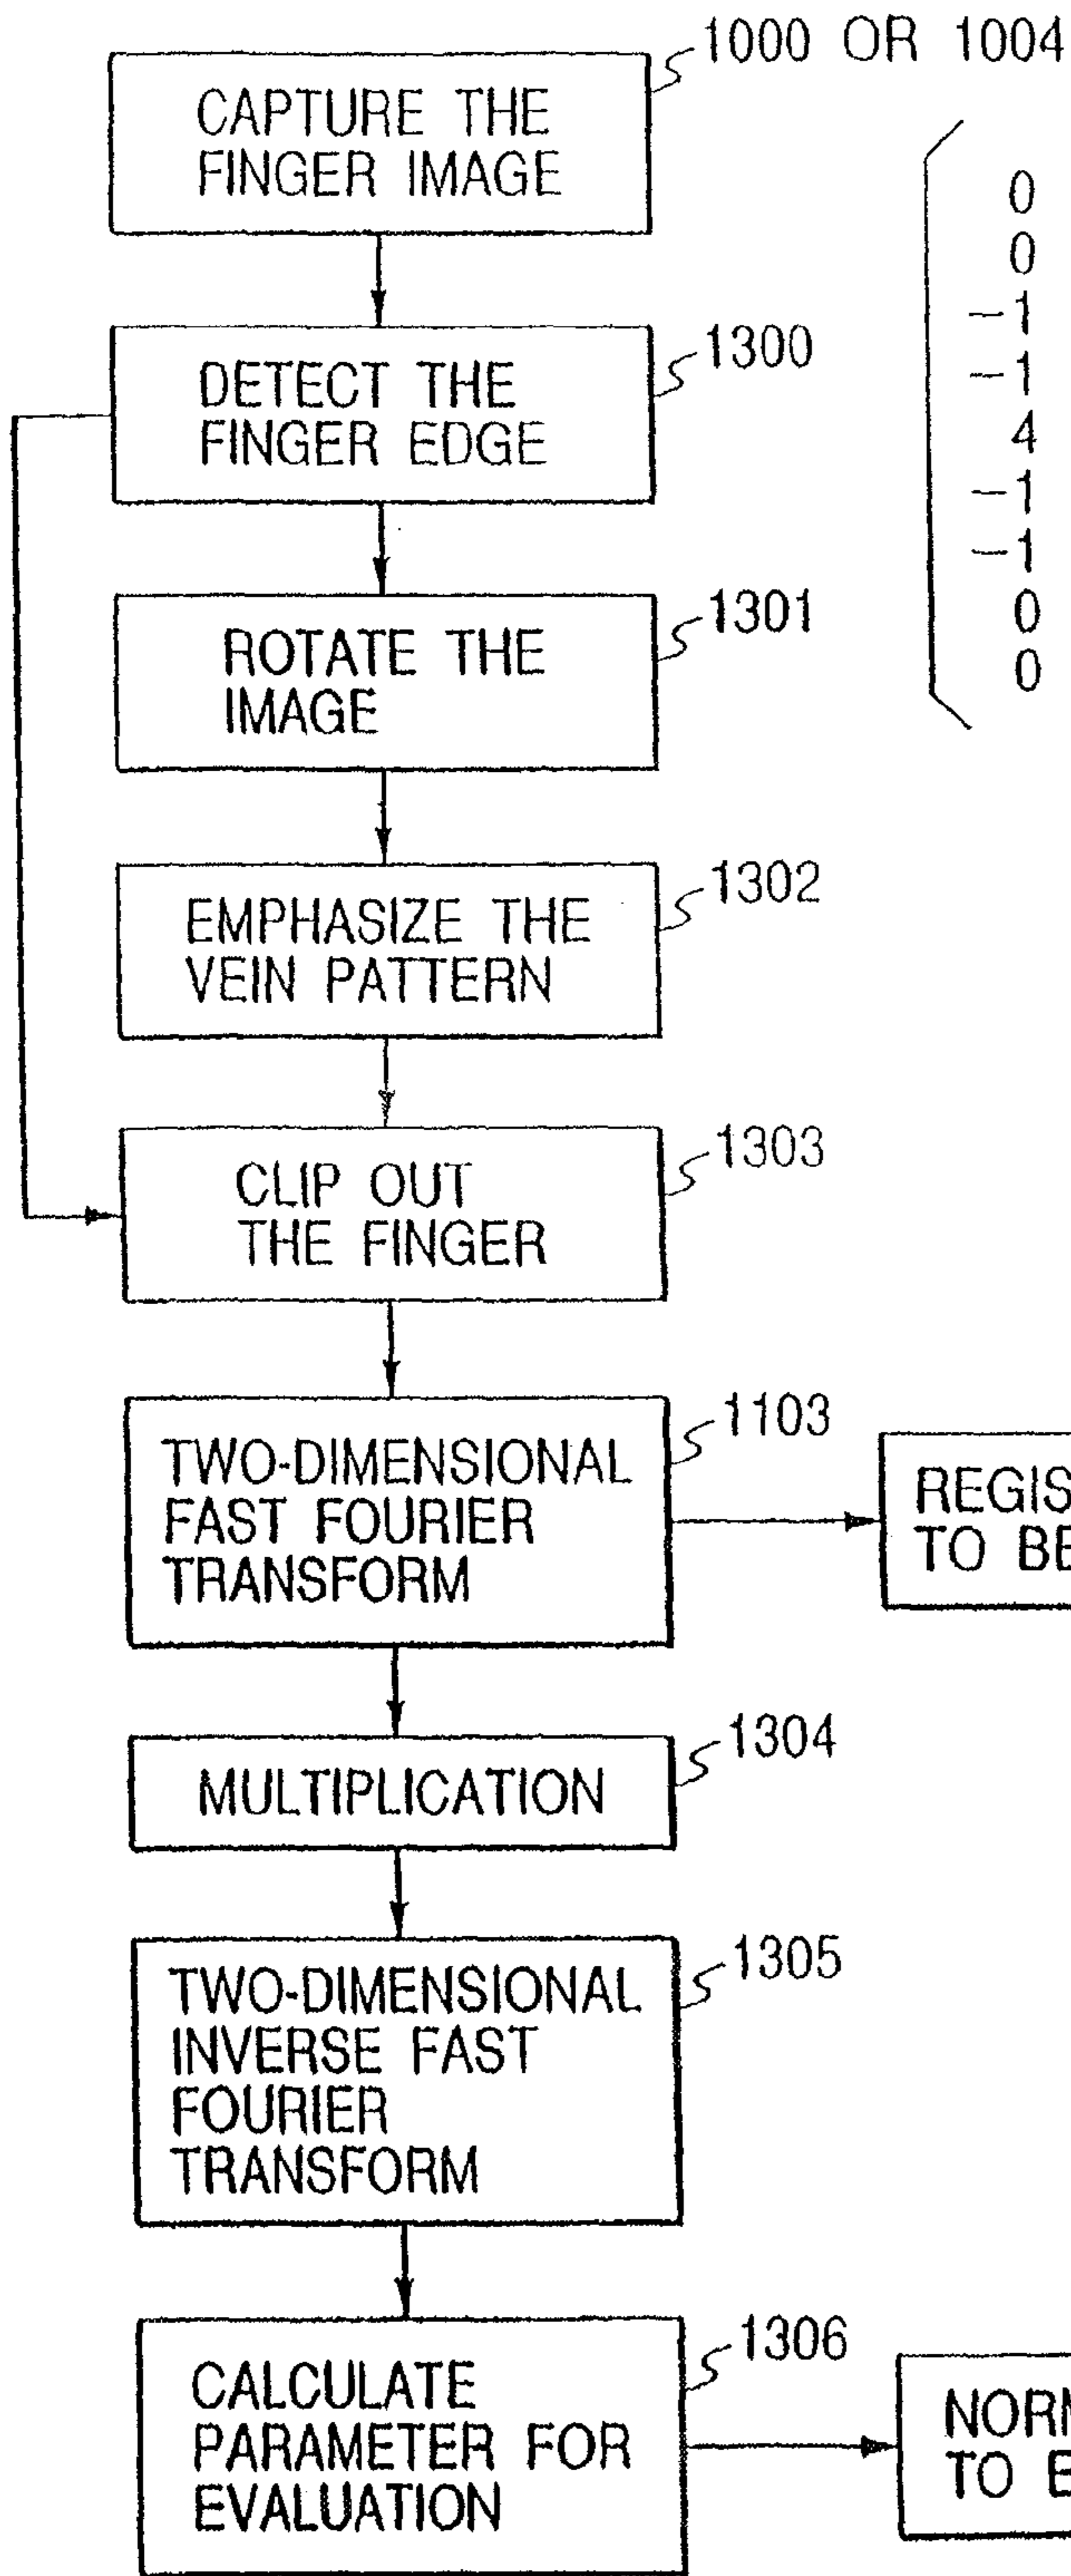 1000 OR 1004
CAPTURE THE
FINGER IMAGE
0
0
-1
-1
4
-1
-1
0
0
1300
DETECT THE
FINGER EDGE
1301
ROTATE THE
IMAGE
1302
EMPHASIZE THE
VEIN PATTERN
1303
CLIP OUT
THE FINGER
1103
TWO-DIMENSIONAL
FAST FOURIER
TRANSFORM
TO
1304
MULTIPLICATION
1305
TWO-DIMENSIONAL
INVERSE FAST
FOURIER
TRANSFORM
1306
CALCULATE
PARAMETER FOR
EVALUATION
TO